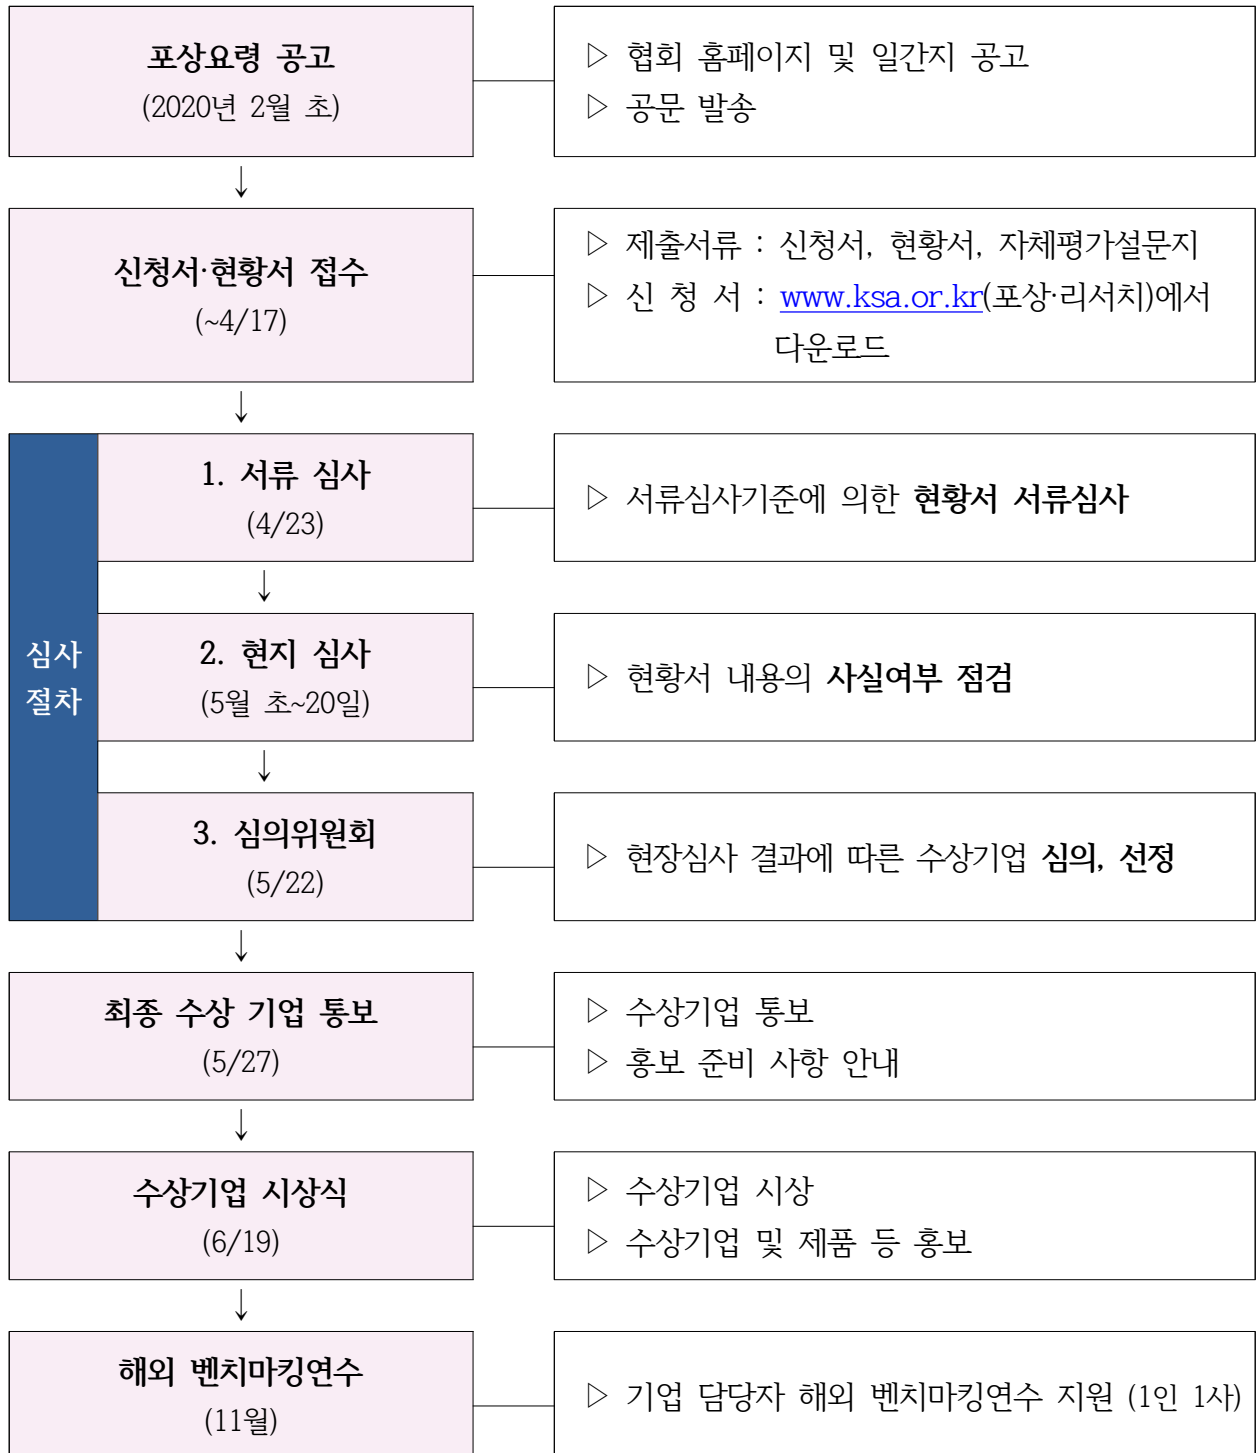 포상요령 공고
(2020년 2월 초)
▷ 협회 홈페이지 및 일간지 공고
▷ 공문 발송
↓
신청서·현황서 접수
(~4/17)
▷ 제출서류 : 신청서, 현황서, 자체평가설문지
▷ 신 청 서 : www.ksa.or.kr(포상·리서치)에서
다운로드
↓
심사
절차
1. 서류 심사
(4/23)
▷ 서류심사기준에 의한 현황서 서류심사
↓
2. 현지 심사
(5월 초~20일)
▷ 현황서 내용의 사실여부 점검
↓
3. 심의위원회
(5/22)
▷ 현장심사 결과에 따른 수상기업 심의, 선정
↓
최종 수상 기업 통보
(5/27)
▷ 수상기업 통보
▷ 홍보 준비 사항 안내
↓
수상기업 시상식
(6/19)
▷ 수상기업 시상
▷ 수상기업 및 제품 등 홍보
↓
해외 벤치마킹연수
(11월)
▷ 기업 담당자 해외 벤치마킹연수 지원 (1인 1사)